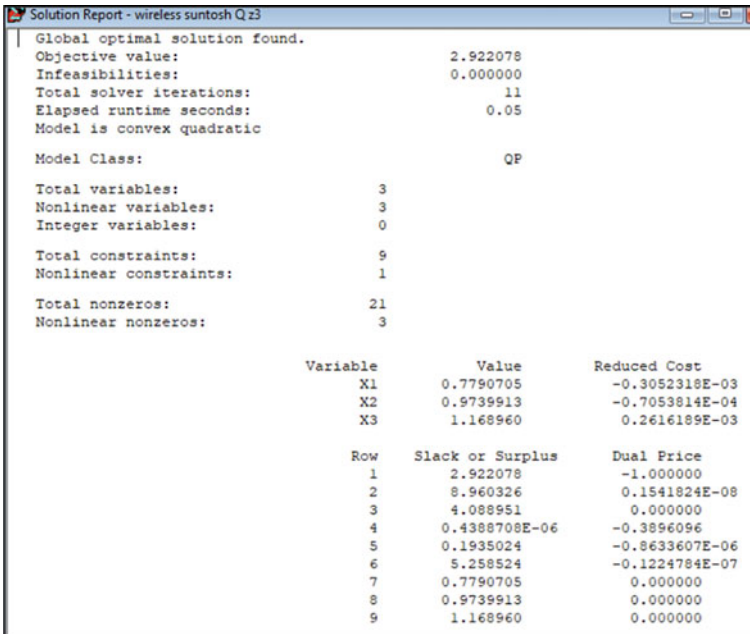 Solution Report - wireless suntosh Q z3
Global optimal solution found.
Objective value: 2.922078
Infeasibilities: 0.000000
Total solver iterations: 11
Elapsed runtime seconds: 0.05
Model is convex quadratic
Model Class: QP
Total variables: 3
Nonlinear variables: 3
Integer variables: 0
Total constraints: 9
Nonlinear constraints: 1
Total nonzeros: 21
Nonlinear nonzeros: 3
Variable Value Reduced Cost
X1 0.7790705 -0.3052318E-03
X2 0.9739913 -0.7053814E-04
X3 1.168960 0.2616189E-03
Row Slack or Surplus Dual Price
1 2.922078 -1.000000
2 8.960326 0.1541824E-08
3 4.088951 0.000000
4 0.4388708E-06 -0.3896096
5 0.1935024 -0.8633607E-06
6 5.258524 -0.1224784E-07
7 0.7790705 0.000000
8 0.9739913 0.000000
9 1.168960 0.000000